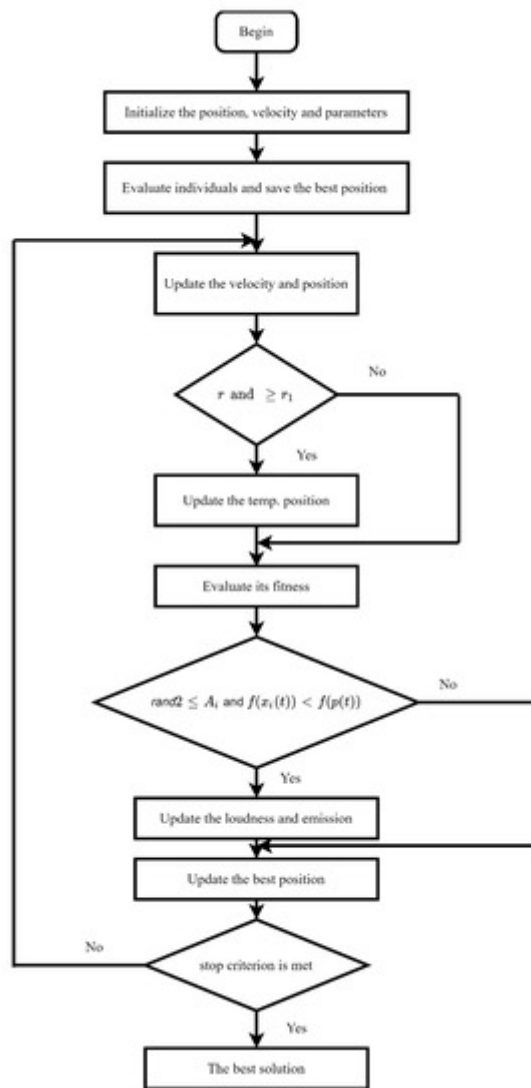 Begin
Initialize the position, velocity and parameters
Evaluate individuals and save the best position
Update the velocity and position
r and ≥ r₁
No
Yes
Update the temp. position
Evaluate its fitness
rand2 ≤ Aᵢ and f(xᵢ(t)) < f(p(t))
No
Yes
Update the loudness and emission
Update the best position
No
stop criterion is met
Yes
The best solution